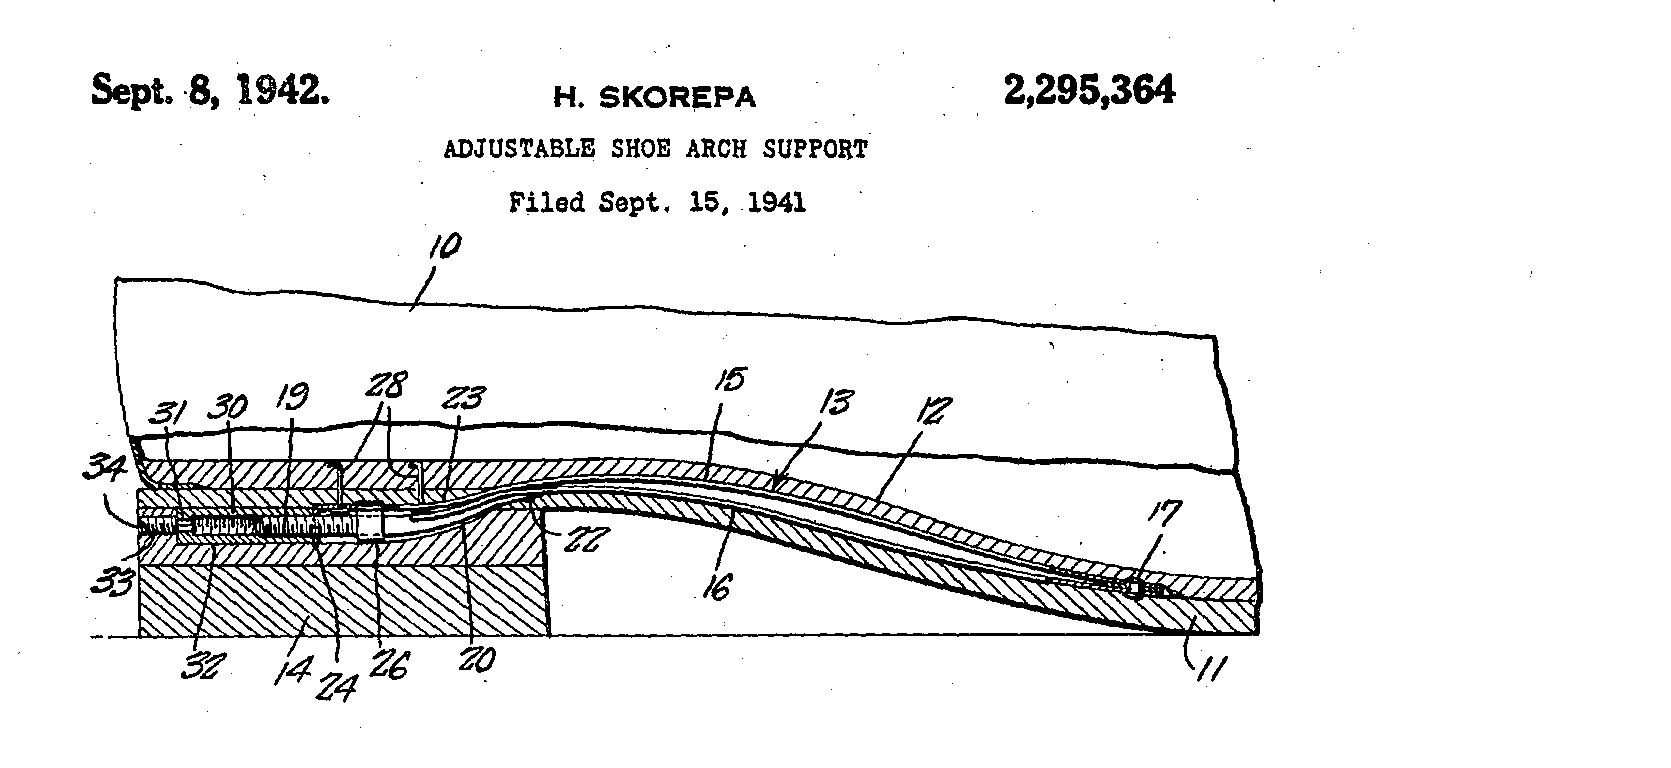 Sept. 8, 1942. H. SKOREPA 2,295,364
ADJUSTABLE SHOE ARCH SUPPORT
Filed Sept. 15, 1941
10
31 30 19 28 23 15 13 12
34 17
33 22 16
32 14 24 26 20 11